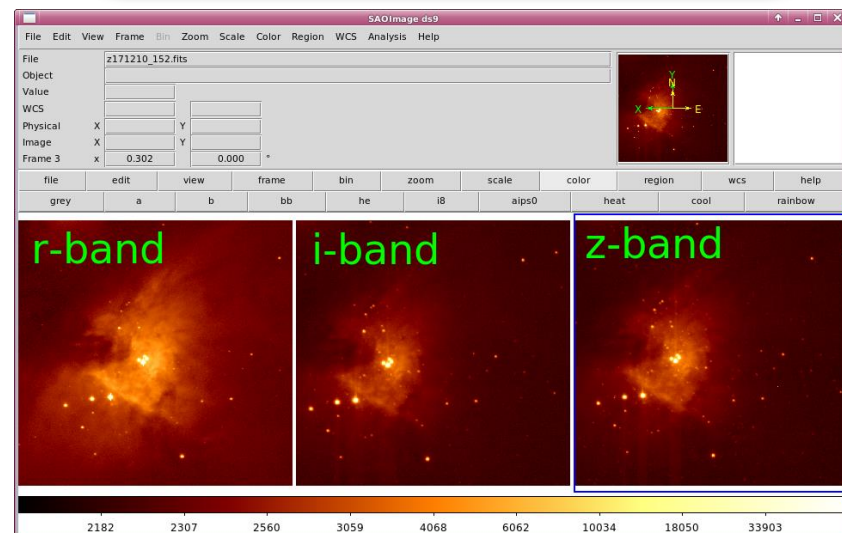 SAOImage ds9
File Edit View Frame Bin Zoom Scale Color Region WCS Analysis Help
File z171210_152.fits
Object
Value
WCS
Physical X Y
Image X Y
Frame 3 x 0.302 0.000 °
Y
N
X E
file edit view frame bin zoom scale color region wcs help
grey a b bb he i8 aips0 heat cool rainbow
r-band i-band z-band
2182 2307 2560 3059 4068 6062 10034 18050 33903